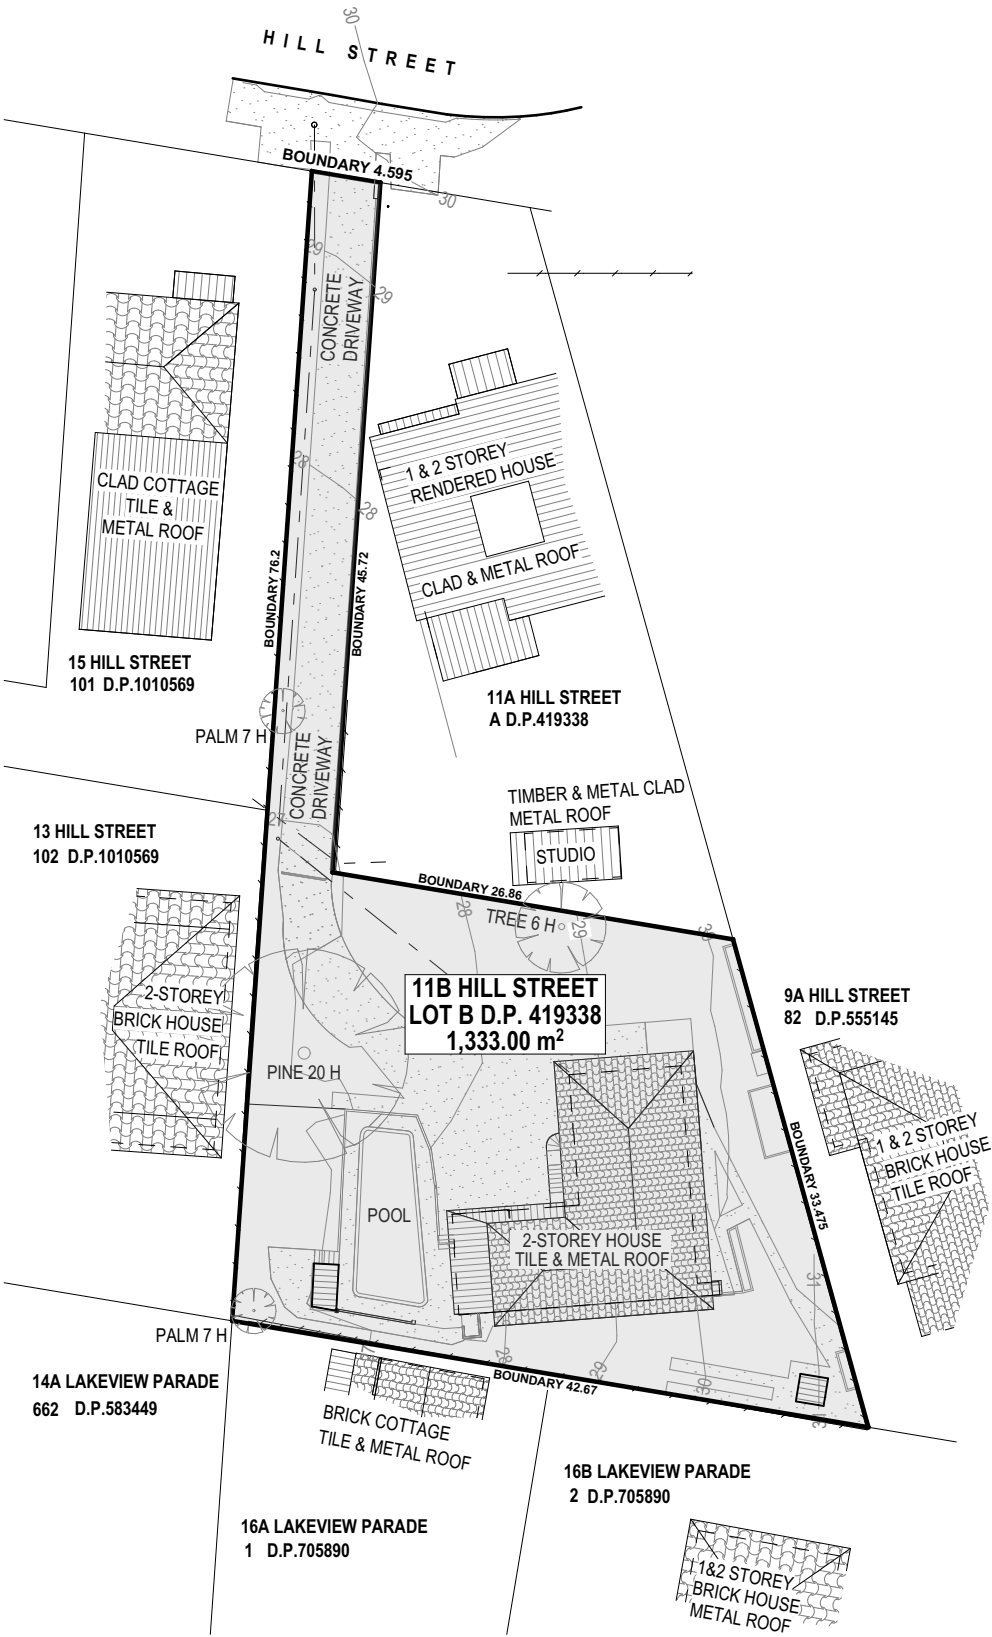 30
HILL STREET
BOUNDARY 4.595
30
29
29
CONCRETE
DRIVEWAY
28
28
CLAD COTTAGE
TILE &
METAL ROOF
1 & 2 STOREY
RENDERED HOUSE
CLAD & METAL ROOF
BOUNDARY 76.2
BOUNDARY 45.72
15 HILL STREET
101 D.P.1010569
11A HILL STREET
A D.P.419338
PALM 7 H
CONCRETE
DRIVEWAY
27
TIMBER & METAL CLAD
METAL ROOF
STUDIO
13 HILL STREET
102 D.P.1010569
BOUNDARY 26.86
28
TREE 6 H
29
30
11B HILL STREET
LOT B D.P. 419338
1,333.00 m²
2-STOREY
BRICK HOUSE
TILE ROOF
PINE 20 H
9A HILL STREET
82 D.P.555145
1 & 2 STOREY
BRICK HOUSE
TILE ROOF
BOUNDARY 33.475
POOL
2-STOREY HOUSE
TILE & METAL ROOF
31
PALM 7 H
27
28
29
30
31
BOUNDARY 42.67
14A LAKEVIEW PARADE
662 D.P.583449
BRICK COTTAGE
TILE & METAL ROOF
16B LAKEVIEW PARADE
2 D.P.705890
16A LAKEVIEW PARADE
1 D.P.705890
1&2 STOREY
BRICK HOUSE
METAL ROOF